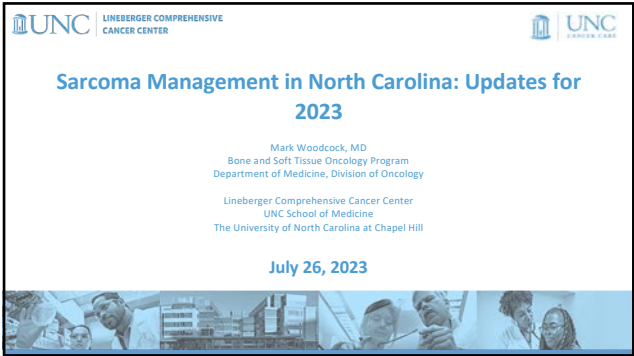 UNC LINEBERGER COMPREHENSIVE
CANCER CENTER
UNC
CANCER CARE
Sarcoma Management in North Carolina: Updates for
2023
Mark Woodcock, MD
Bone and Soft Tissue Oncology Program
Department of Medicine, Division of Oncology
Lineberger Comprehensive Cancer Center
UNC School of Medicine
The University of North Carolina at Chapel Hill
July 26, 2023